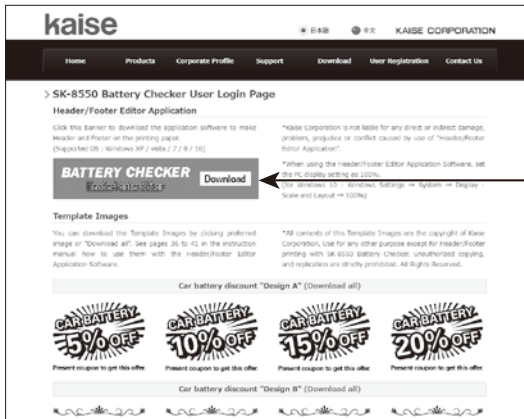 kaise
日本語 中文 KAISE CORPORATION
Home Products Corporate Profile Support Download User Registration Contact Us
SK-8550 Battery Checker User Login Page
Header/Footer Editor Application
Click this banner to download the application software to make
Header and Footer on the printing paper.
(Supported OS : Windows XP / vista / 7 / 8 / 10)
*Kaise Corporation is not liable for any direct or indirect damage,
problem, prejudice or conflict caused by use of "Header/Footer
Editor Application".
*When using the Header/Footer Editor Application Software, set
the PC display setting as 100%.
(for Windows 10 : Windows Settings ⇒ System ⇒ Display -
Scale and Layout ⇒ 100%)
BATTERY CHECKER
Header/Footer Editor
Download
Template Images
You can download the Template Images by clicking preferred
image or "Download all". See pages 36 to 41 in the instruction
manual how to use them with the Header/Footer Editor
Application Software.
*All contents of this Template Images are the copyright of Kaise
Corporation. Use for any other purpose except for Header/Footer
printing with SK-8550 Battery Checker, unauthorized copying,
and replication are strictly prohibited. All Rights Reserved.
Car battery discount "Design A" (Download all)
CAR BATTERY
5% OFF
Present coupon to get this offer.
CAR BATTERY
10% OFF
Present coupon to get this offer.
CAR BATTERY
15% OFF
Present coupon to get this offer.
CAR BATTERY
20% OFF
Present coupon to get this offer.
Car battery discount "Design B" (Download all)